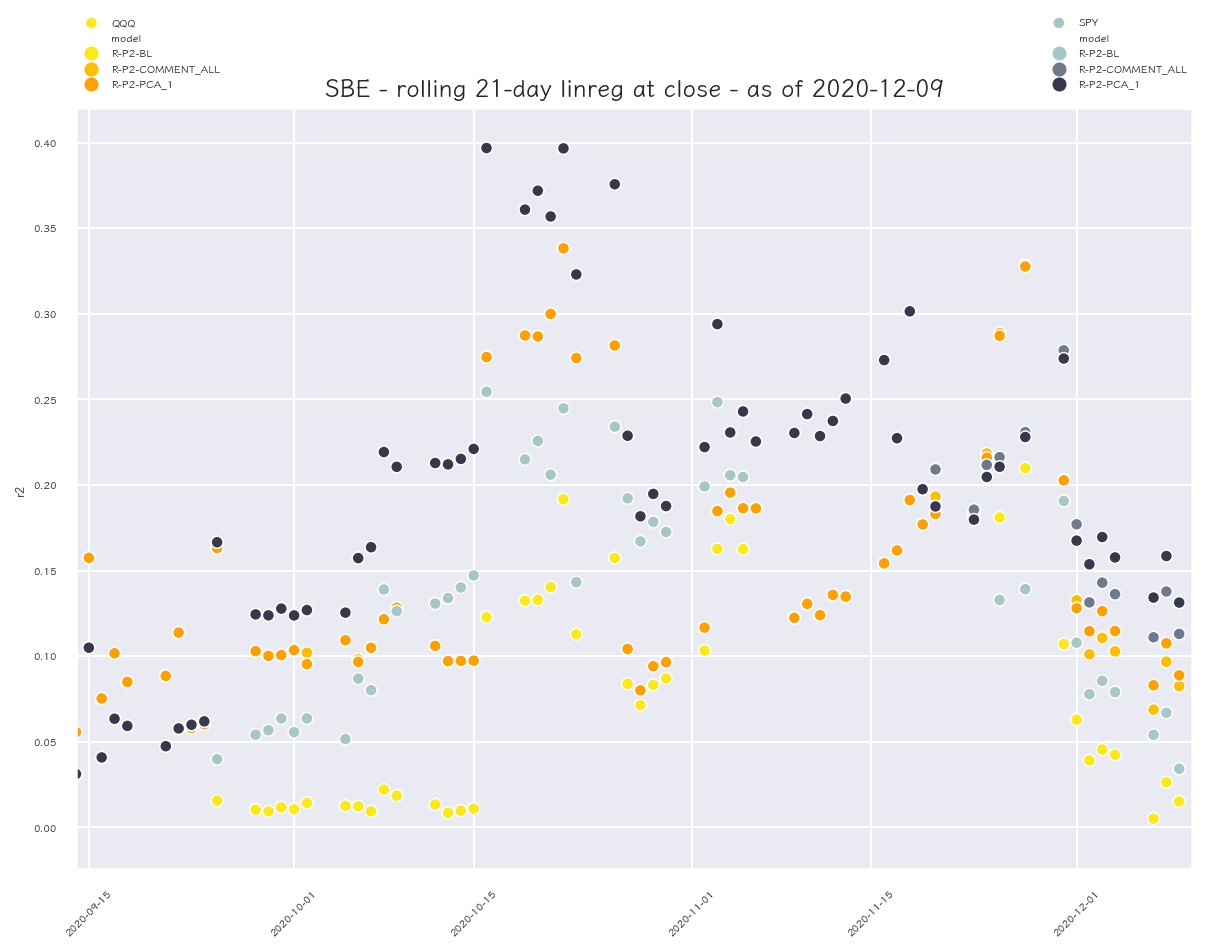 QQQ
model
R-P2-BL
R-P2-COMMENT_ALL
R-P2-PCA_1
SPY
model
R-P2-BL
R-P2-COMMENT_ALL
R-P2-PCA_1
SBE - rolling 21-day linreg at close - as of 2020-12-09
0.40
0.35
0.30
0.25
0.20
0.15
0.10
0.05
0.00
r2
2020-09-15
2020-10-01
2020-10-15
2020-11-01
2020-11-15
2020-12-01